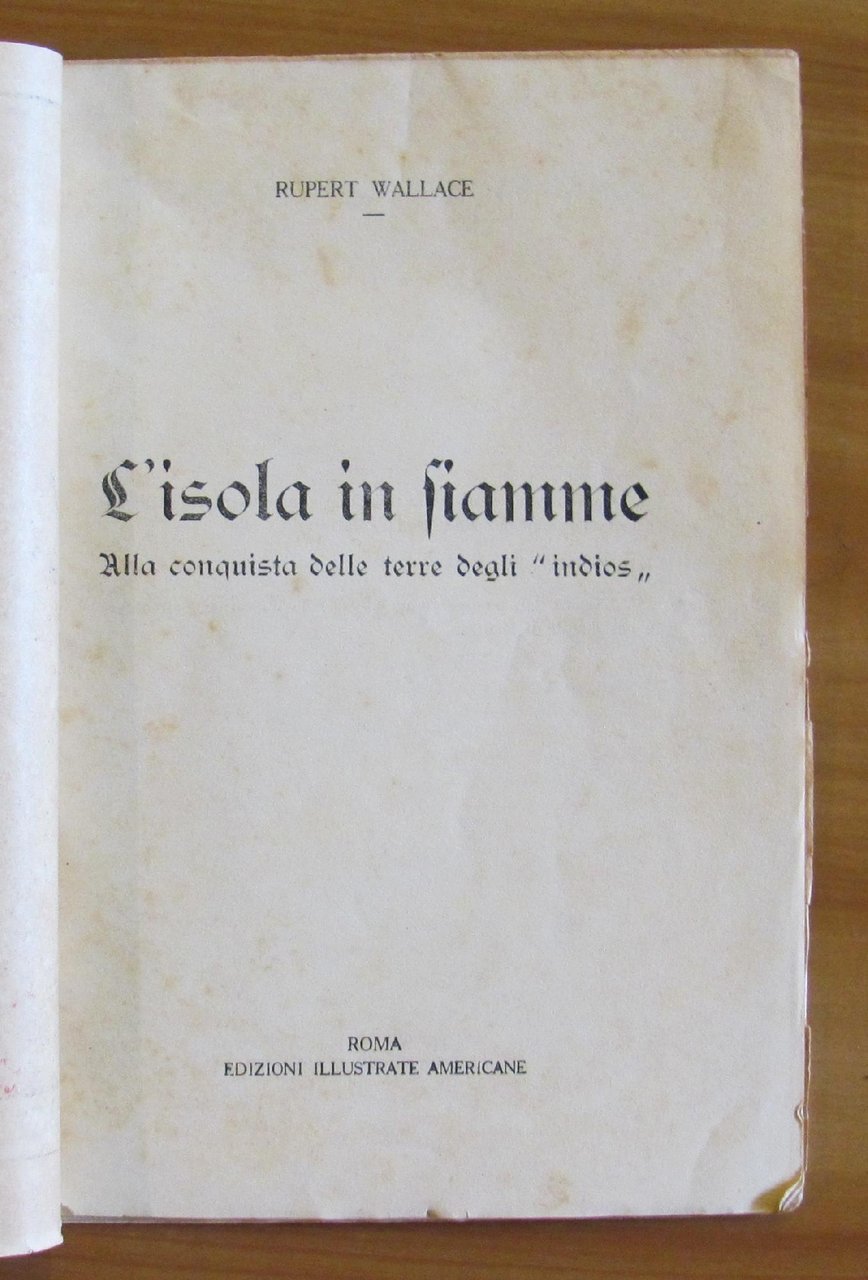 RUPERT WALLACE
L'isola in fiamme
Alla conquista delle terre degli "indios„
ROMA
EDIZIONI ILLUSTRATE AMERICANE